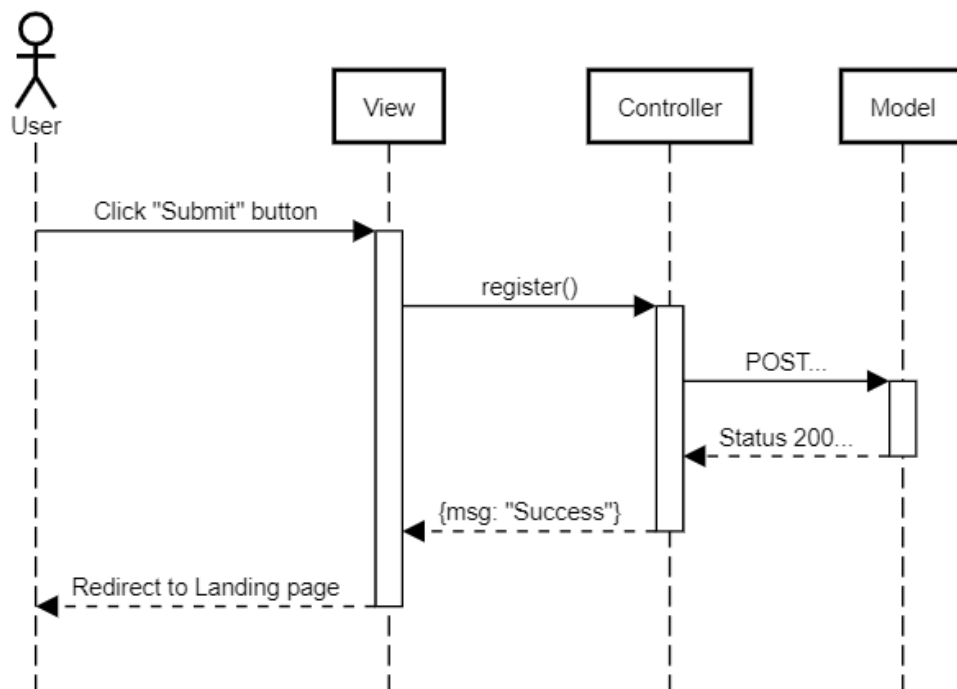 User
View
Controller
Model
Click "Submit" button
register()
POST...
Status 200...
{msg: "Success"}
Redirect to Landing page